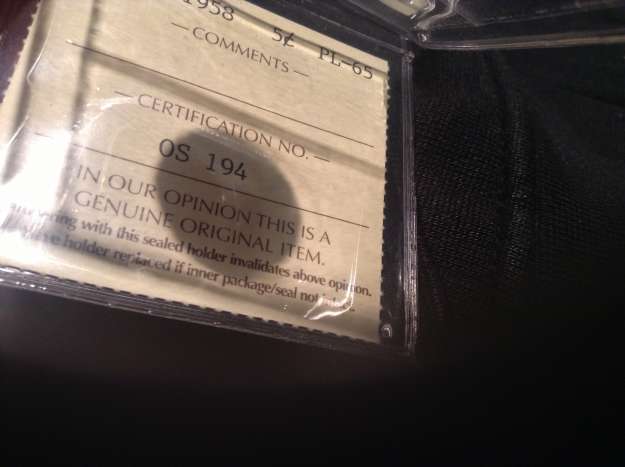 1958 5¢ PL-65
— COMMENTS —
— CERTIFICATION NO. —
OS 194
IN OUR OPINION THIS IS A
GENUINE ORIGINAL ITEM.
with this sealed holder invalidates above opinion.
holder replaced if inner package/seal not